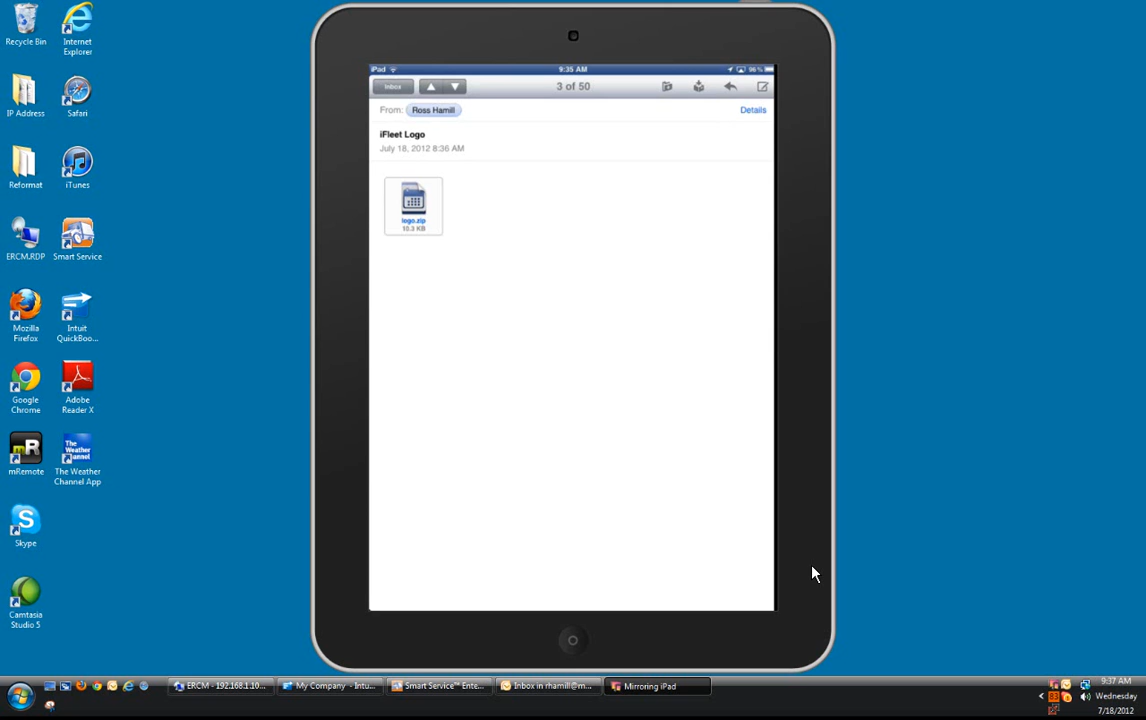 Recycle Bin
Internet
Explorer
IP Address
Safari
Reformat
iTunes
ERCM.RDP
Smart Service
Mozilla
Firefox
Intuit
QuickBoo...
Google
Chrome
Adobe
Reader X
mRemote
The Weather
Channel App
Skype
Camtasia
Studio 5
mR
The
Weather
Channel
iPad
9:35 AM
96%
Inbox
3 of 50
From: Ross Hamill
Details
iFleet Logo
July 18, 2012 8:36 AM
logo.zip
10.3 KB
ERCM - 192.168.1.10...
My Company - Intu...
Smart Service™ Ente...
Inbox in rhamill@m...
Mirroring iPad
9:37 AM
Wednesday
7/18/2012